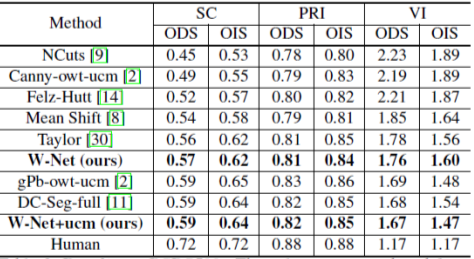 Method SC PRI VI
ODS OIS ODS OIS ODS OIS
NCuts [9] 0.45 0.53 0.78 0.80 2.23 1.89
Canny-owt-ucm [2] 0.49 0.55 0.79 0.83 2.19 1.89
Felz-Hutt [14] 0.52 0.57 0.80 0.82 2.21 1.87
Mean Shift [8] 0.54 0.58 0.79 0.81 1.85 1.64
Taylor [30] 0.56 0.62 0.81 0.85 1.78 1.56
W-Net (ours) 0.57 0.62 0.81 0.84 1.76 1.60
gPb-owt-ucm [2] 0.59 0.65 0.83 0.86 1.69 1.48
DC-Seg-full [11] 0.59 0.64 0.82 0.85 1.68 1.54
W-Net+ucm (ours) 0.59 0.64 0.82 0.85 1.67 1.47
Human 0.72 0.72 0.88 0.88 1.17 1.17